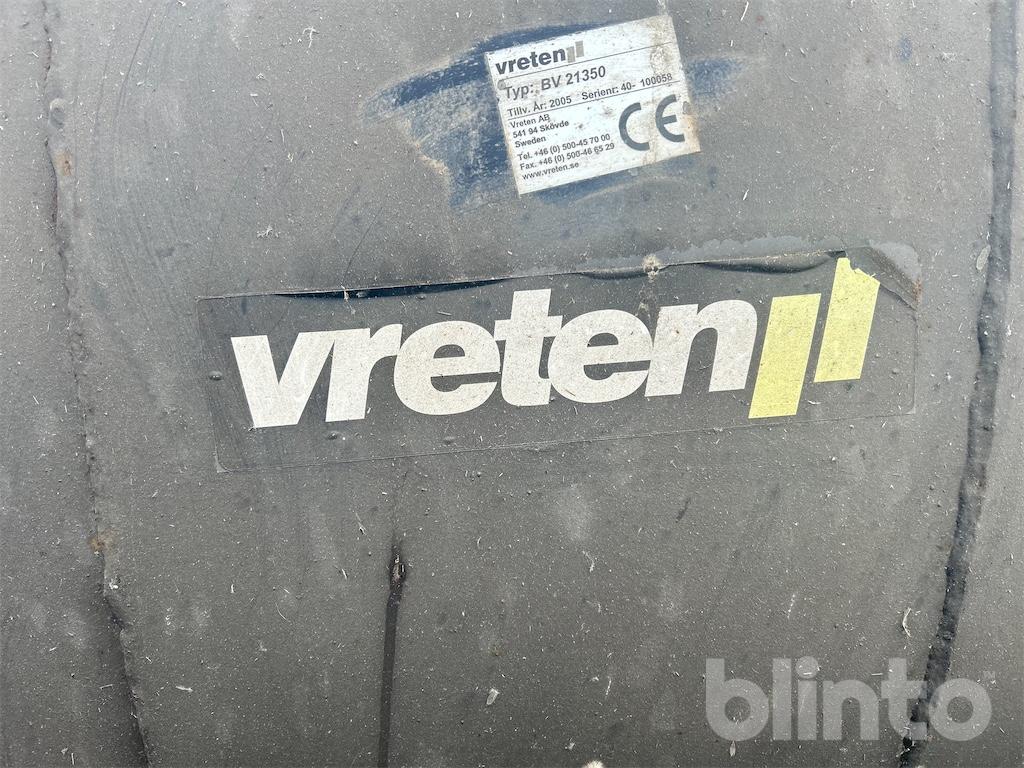 vreten
Typ: BV 21350
Tillv. År: 2005 Serienr: 40- 100058
Vreten AB
541 94 Skövde
Sweden
Tel. +46 (0) 500-45 70 00
Fax. +46 (0) 500-46 65 29
www.vreten.se
CE
vreten
blinto